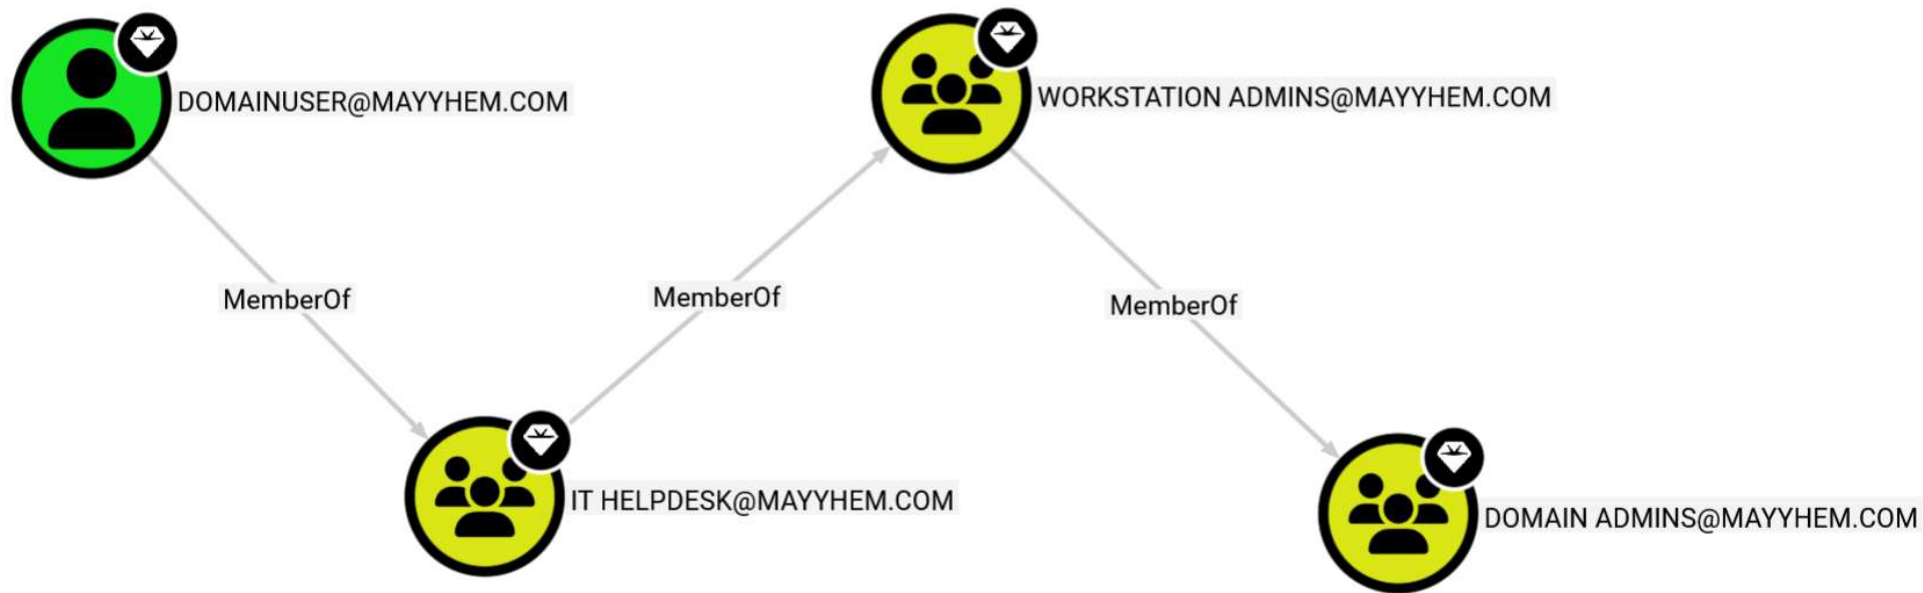 DOMAINUSER@MAYYHEM.COM
WORKSTATION ADMINS@MAYYHEM.COM
MemberOf
MemberOf
MemberOf
IT HELPDESK@MAYYHEM.COM
DOMAIN ADMINS@MAYYHEM.COM